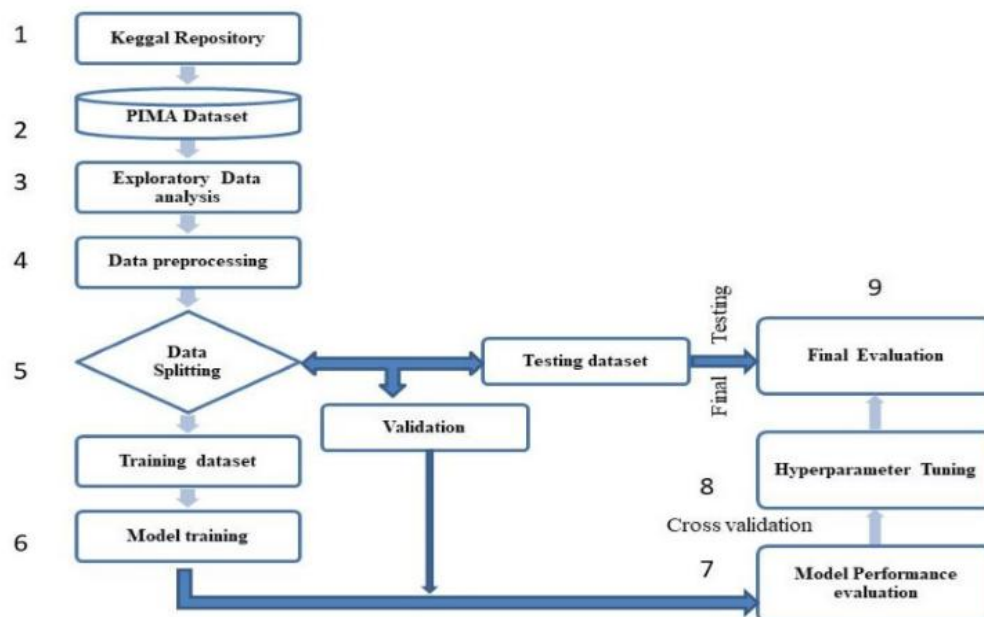 1
Keggal Repository
2
PIMA Dataset
3
Exploratory Data
analysis
4
Data preprocessing
5
Data
Splitting
Testing dataset
Final Testing
9
Final Evaluation
Validation
Training dataset
8
Hyperparameter Tuning
Cross validation
6
Model training
7
Model Performance
evaluation